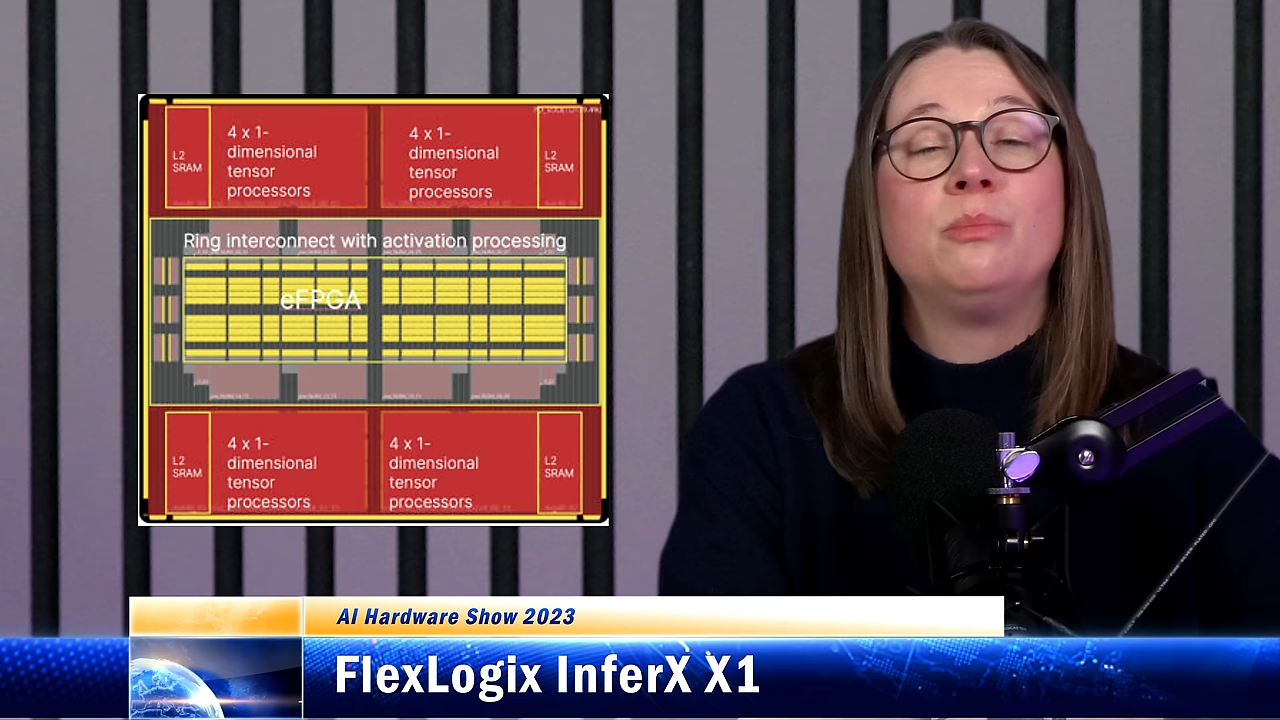 L2
SRAM
4 x 1-
dimensional
tensor
processors
4 x 1-
dimensional
tensor
processors
L2
SRAM
Ring interconnect with activation processing
eFPGA
L2
SRAM
4 x 1-
dimensional
tensor
processors
4 x 1-
dimensional
tensor
processors
L2
SRAM
AI Hardware Show 2023
FlexLogix InferX X1